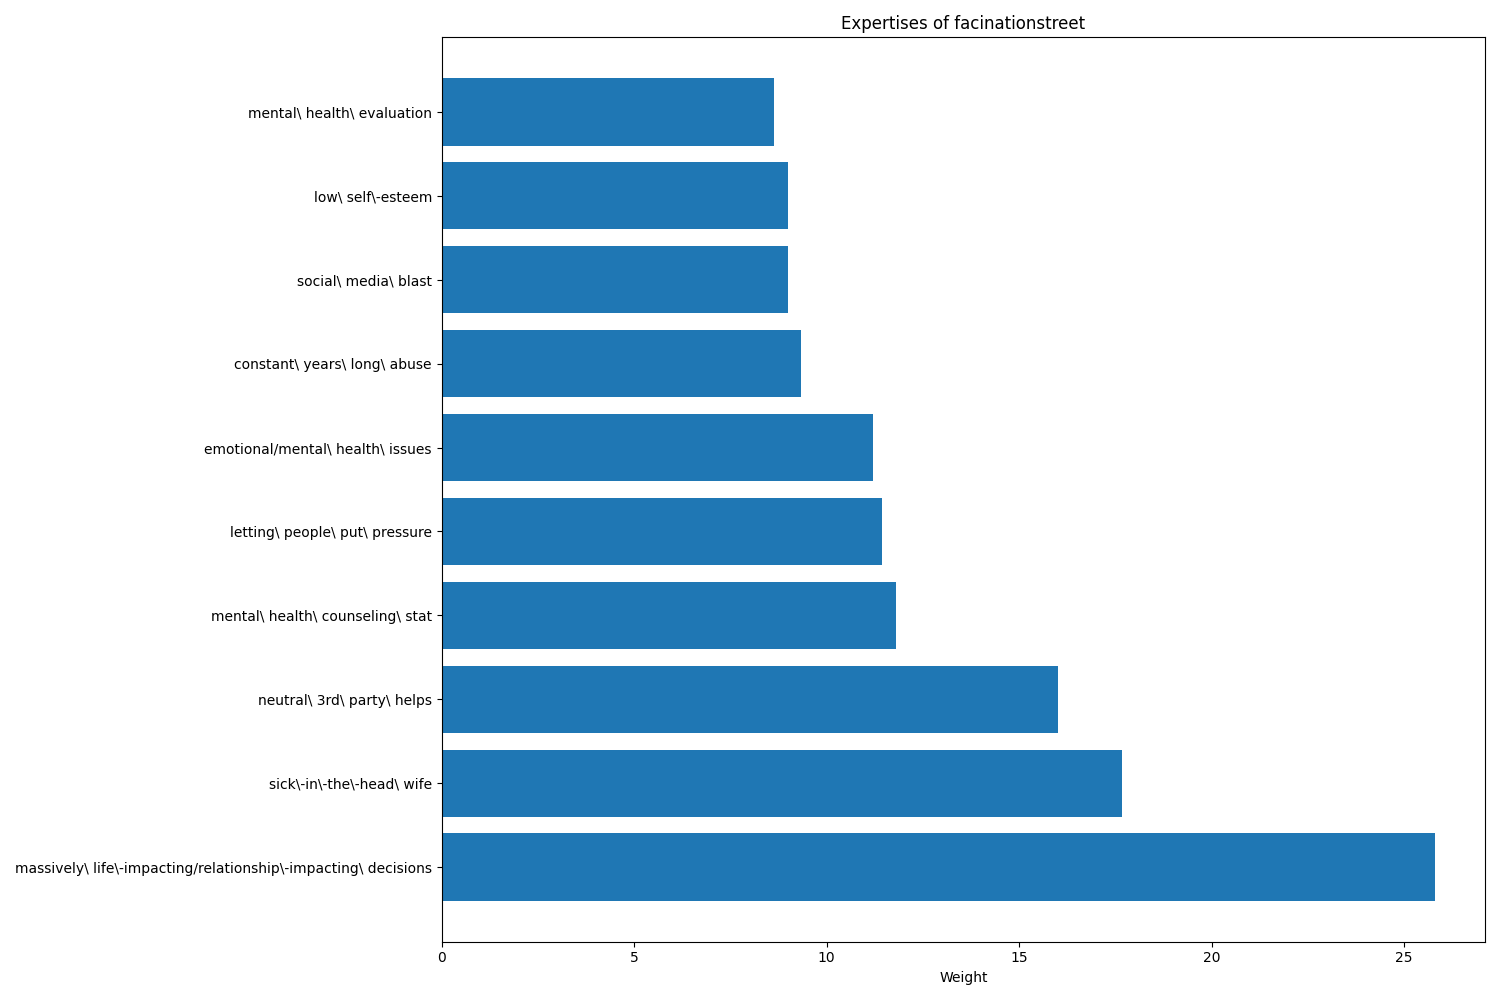 Expertises of facinationstreet
mental\ health\ evaluation
low\ self\-esteem
social\ media\ blast
constant\ years\ long\ abuse
emotional/mental\ health\ issues
letting\ people\ put\ pressure
mental\ health\ counseling\ stat
neutral\ 3rd\ party\ helps
sick\-in\-the\-head\ wife
massively\ life\-impacting/relationship\-impacting\ decisions
0 5 10 15 20 25
Weight